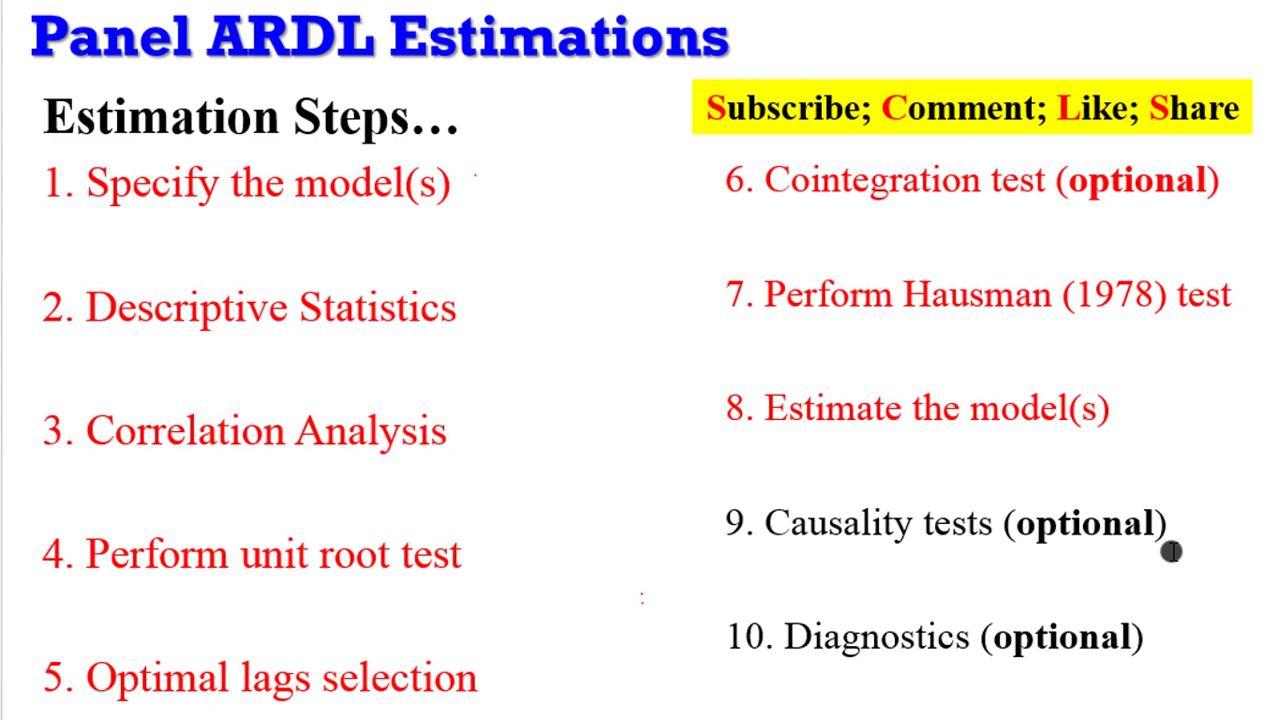 Panel ARDL Estimations
Estimation Steps…
1. Specify the model(s)
2. Descriptive Statistics
3. Correlation Analysis
4. Perform unit root test
5. Optimal lags selection
Subscribe; Comment; Like; Share
6. Cointegration test (optional)
7. Perform Hausman (1978) test
8. Estimate the model(s)
9. Causality tests (optional)
10. Diagnostics (optional)